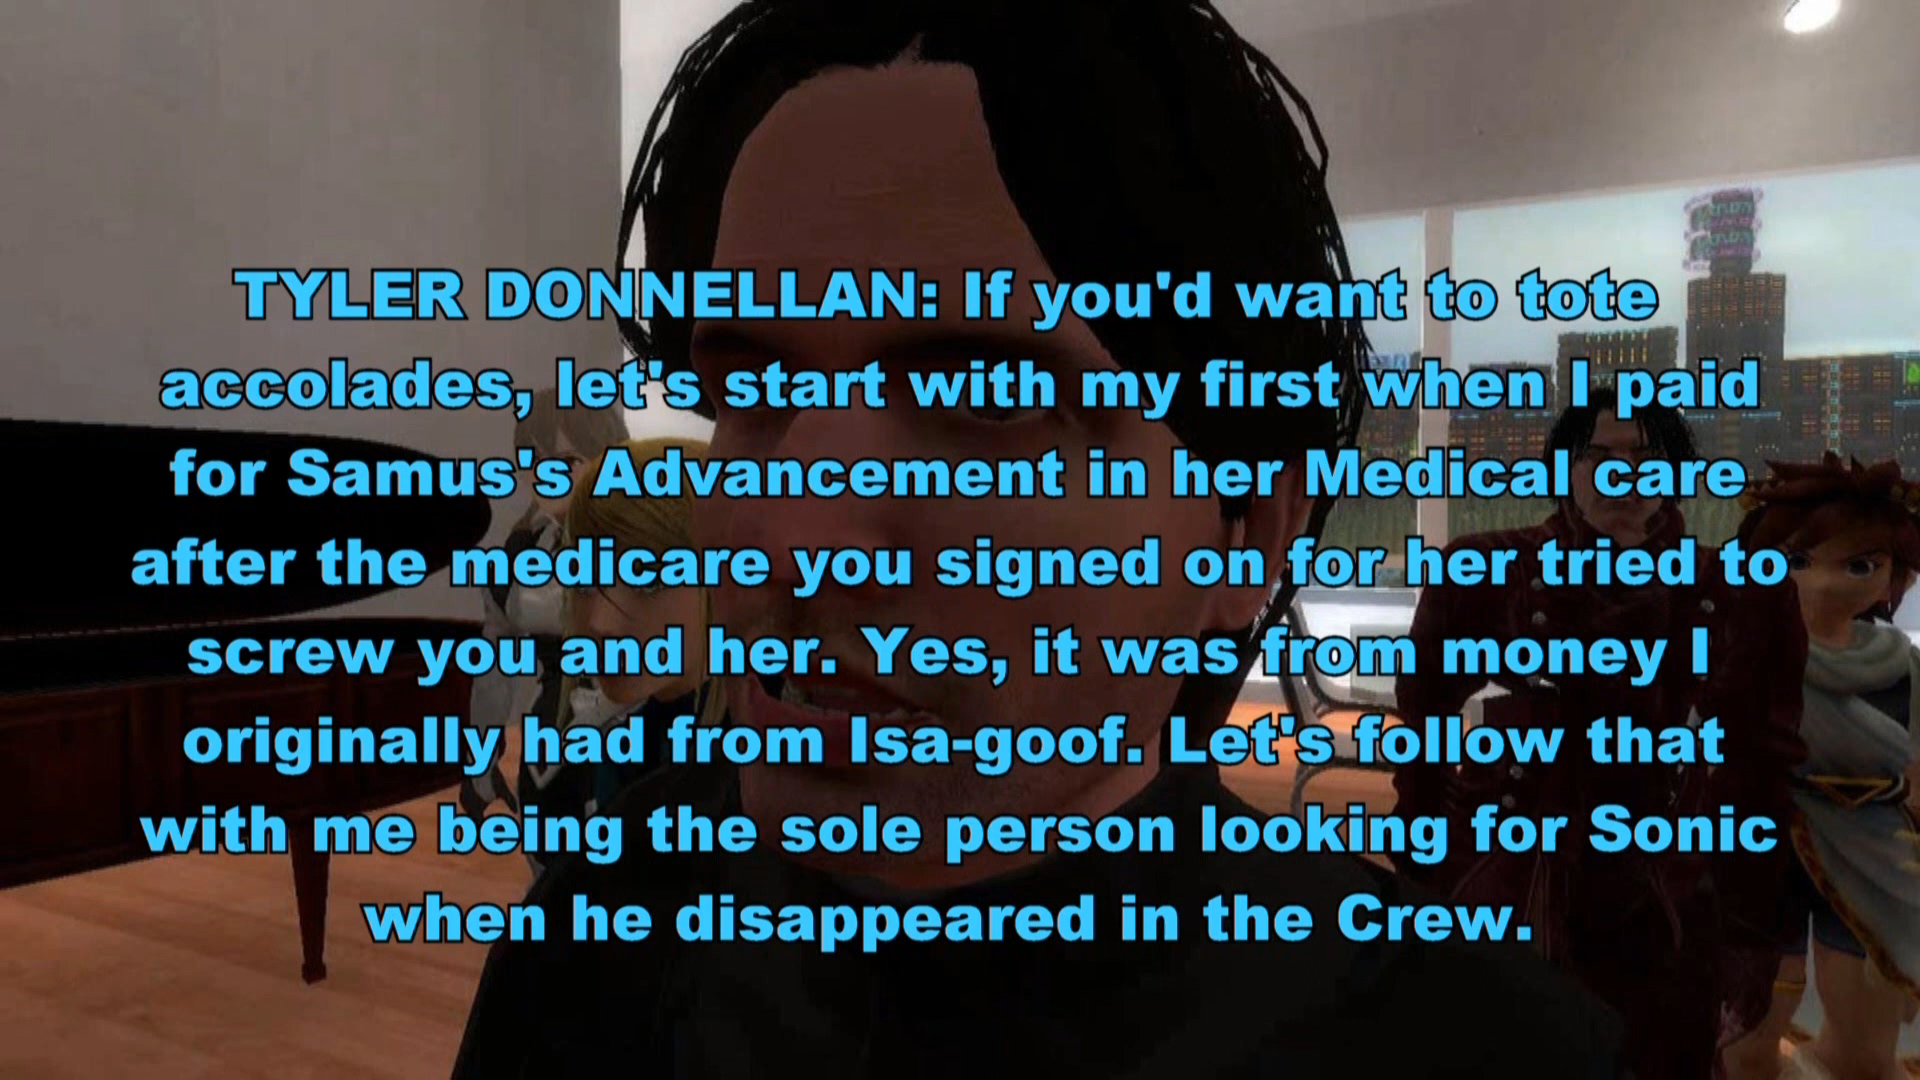 TYLER DONNELLAN: If you'd want to tote
accolades, let's start with my first when I paid
for Samus's Advancement in her Medical care
after the medicare you signed on for her tried to
screw you and her. Yes, it was from money I
originally had from Isa-goof. Let's follow that
with me being the sole person looking for Sonic
when he disappeared in the Crew.